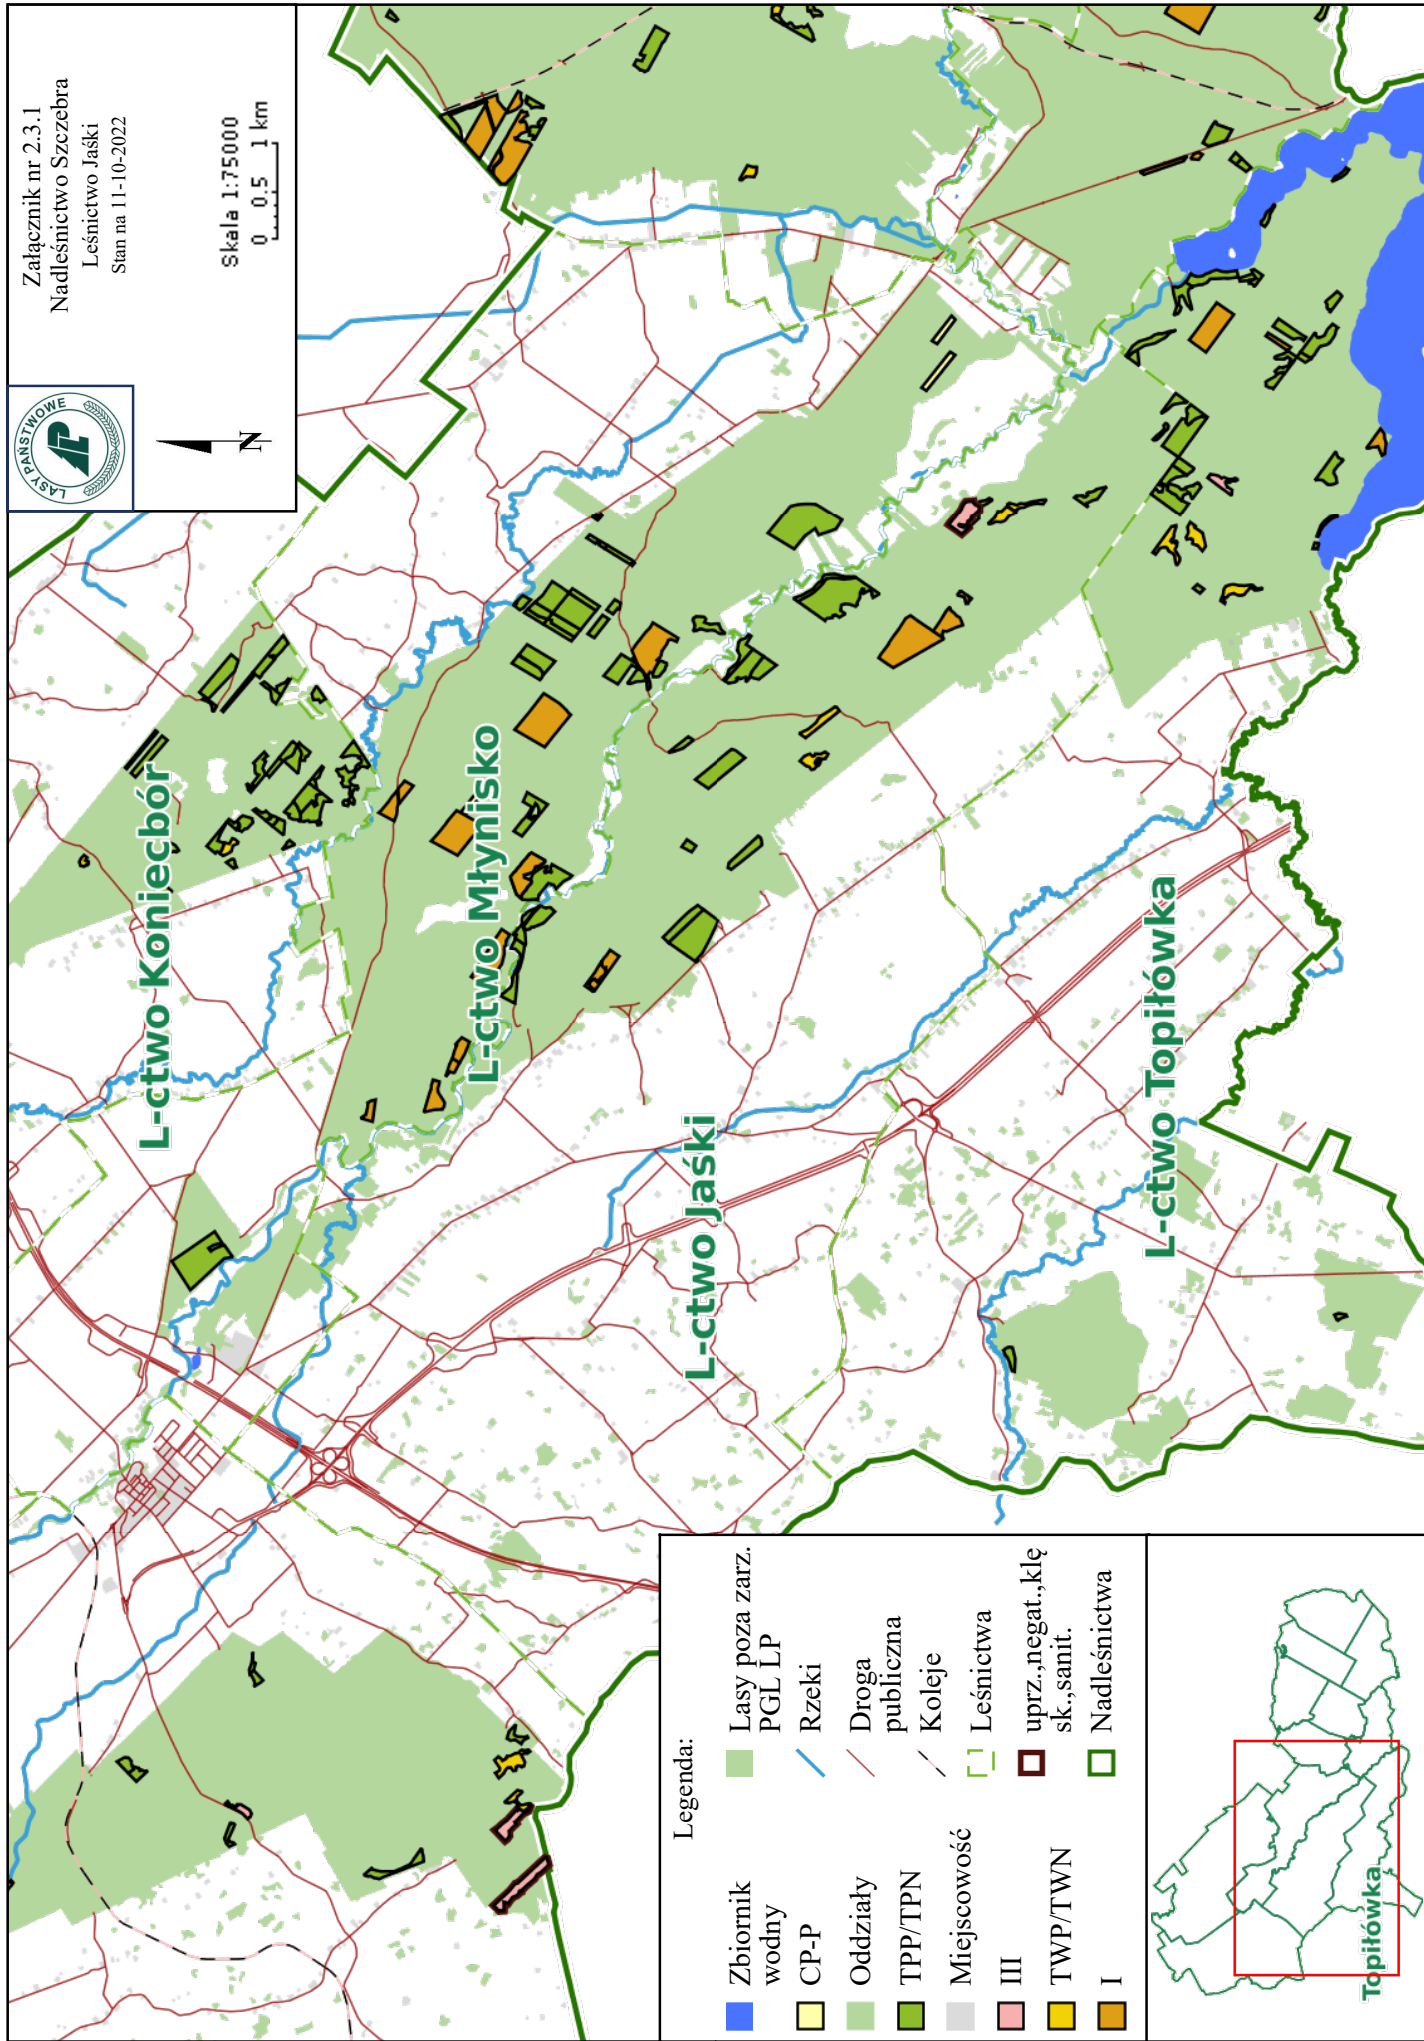 Załącznik nr 2.3.1
Nadleśnictwo Szczebra
Leśnictwo Jaśki
Stan na 11-10-2022
Skala 1:75000
0 0.5 1 km
LASY PAŃSTWOWE
N
L-ctwo Koniecbór
L-ctwo Młynisko
L-ctwo Jaśki
L-ctwo Topiłówka
Legenda:
Zbiornik
wodny
CP-P
Oddziały
TPP/TPN
Miejscowość
III
TWP/TWN
I
Lasy poza zarz.
PGL LP
Rzeki
Droga
publiczna
Koleje
Leśnictwa
uprz.,negat.,klę
sk.,sanit.
Nadleśnictwa
Topiłówka